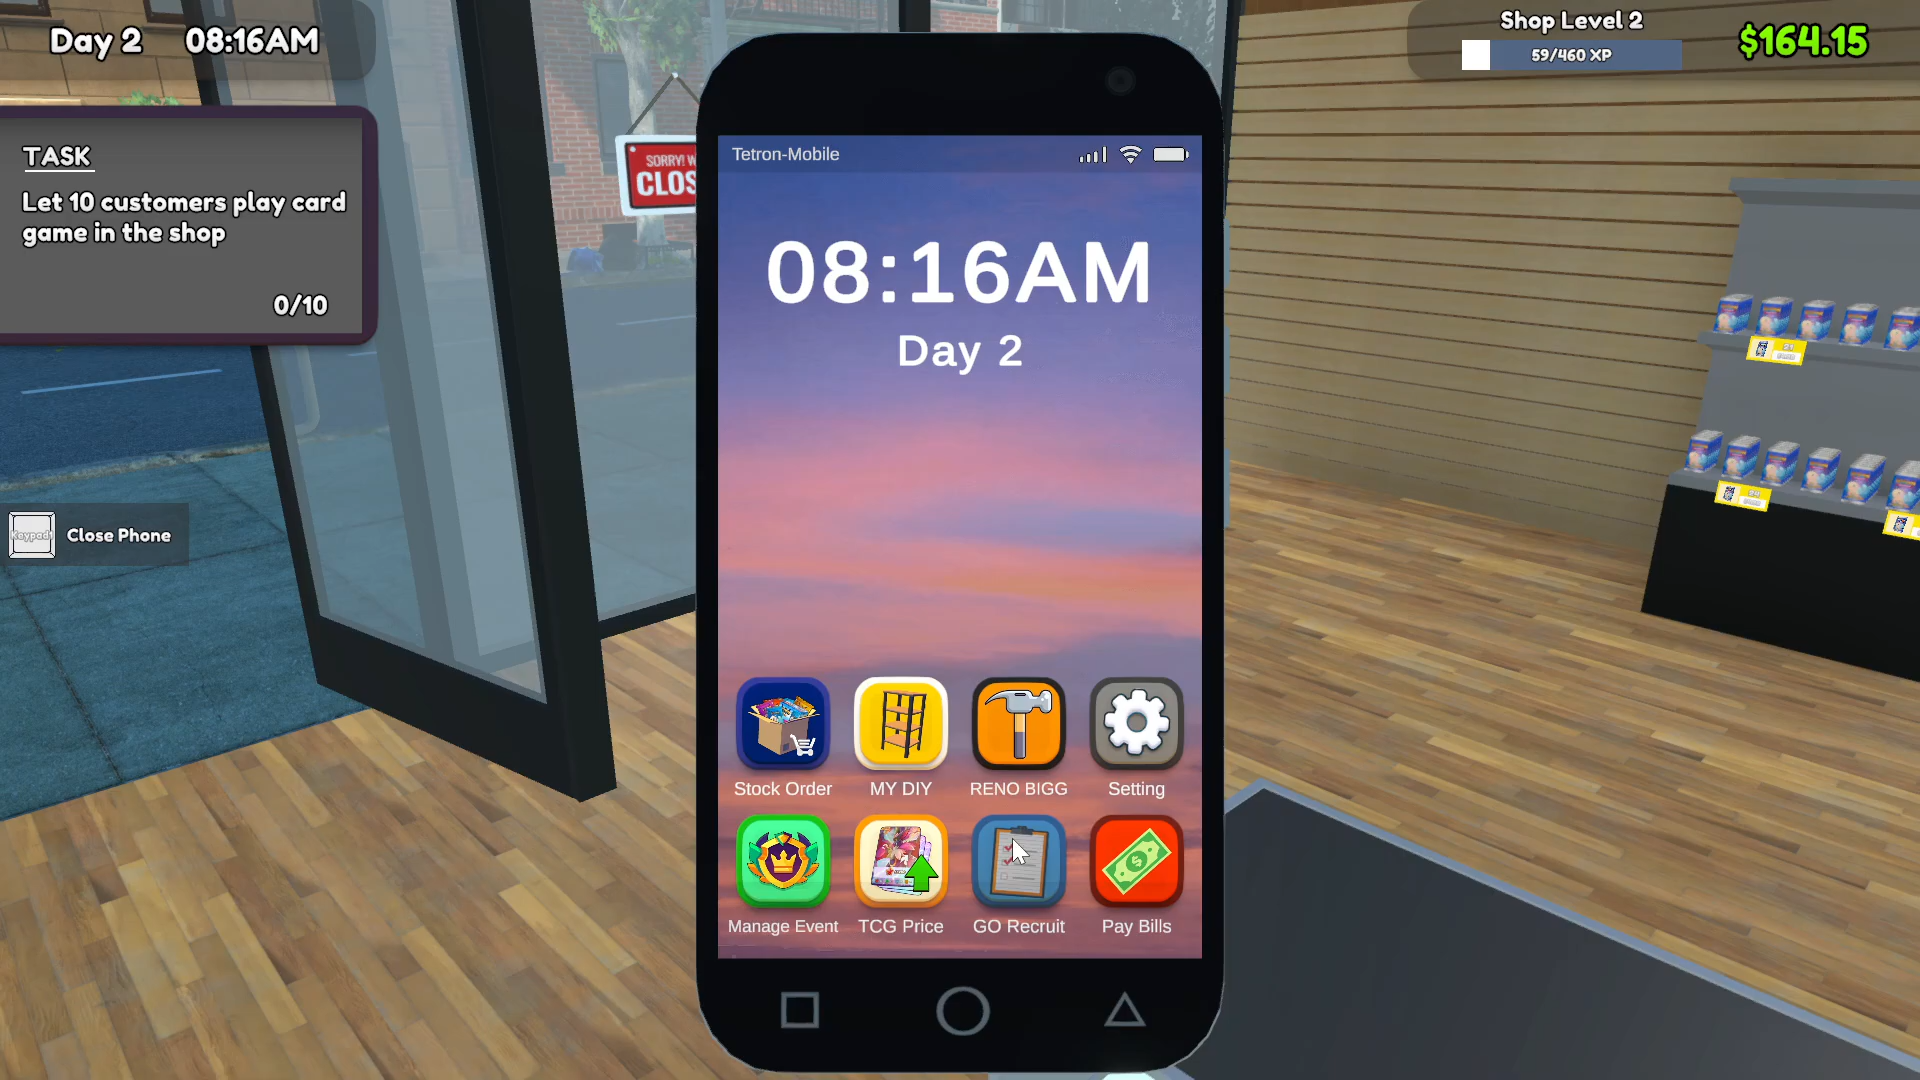 Day 2
08:16AM
Shop Level 2
59/460 XP
$164.15
TASK
Let 10 customers play card
game in the shop
0/10
Keypad1
Close Phone
SORRY! W
CLOS
Tetron-Mobile
08:16AM
Day 2
Stock Order
MY DIY
RENO BIGG
Setting
Manage Event
TCG Price
GO Recruit
Pay Bills